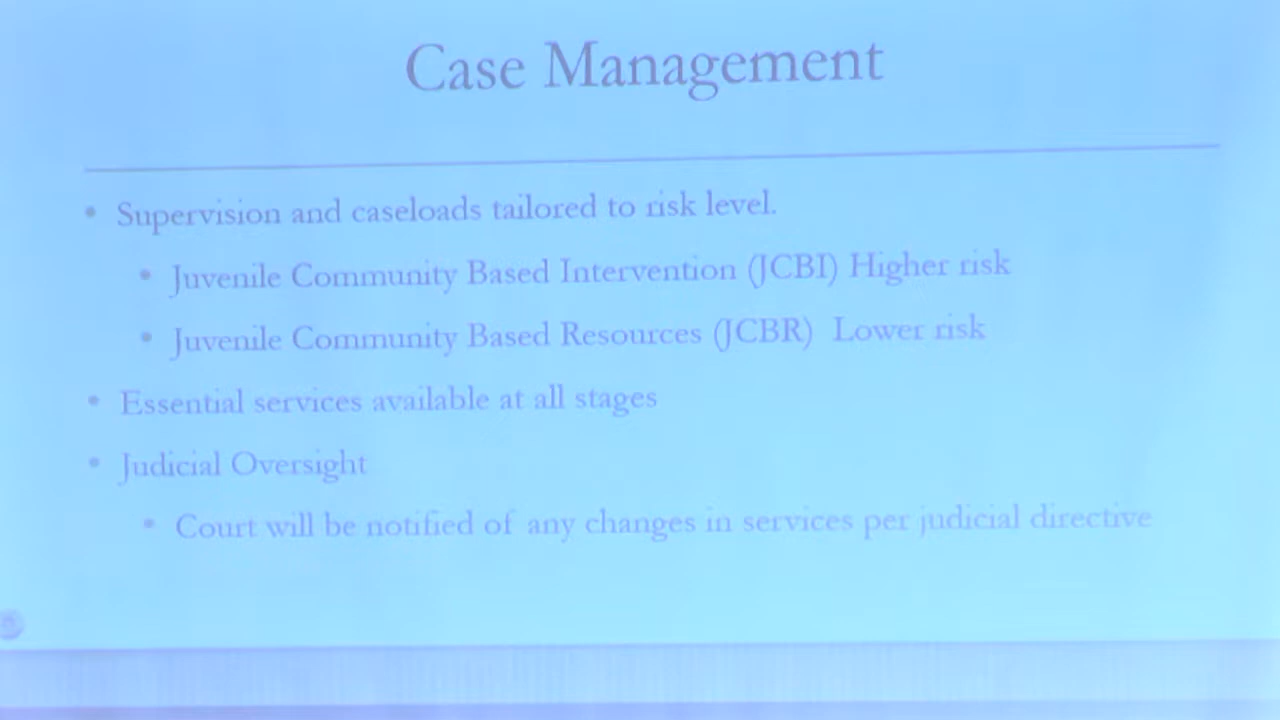 Case Management
• Supervision and caseloads tailored to risk level.
• Juvenile Community Based Intervention (JCBI) Higher risk
• Juvenile Community Based Resources (JCBR) Lower risk
• Essential services available at all stages
• Judicial Oversight
• Court will be notified of any changes in services per judicial directive